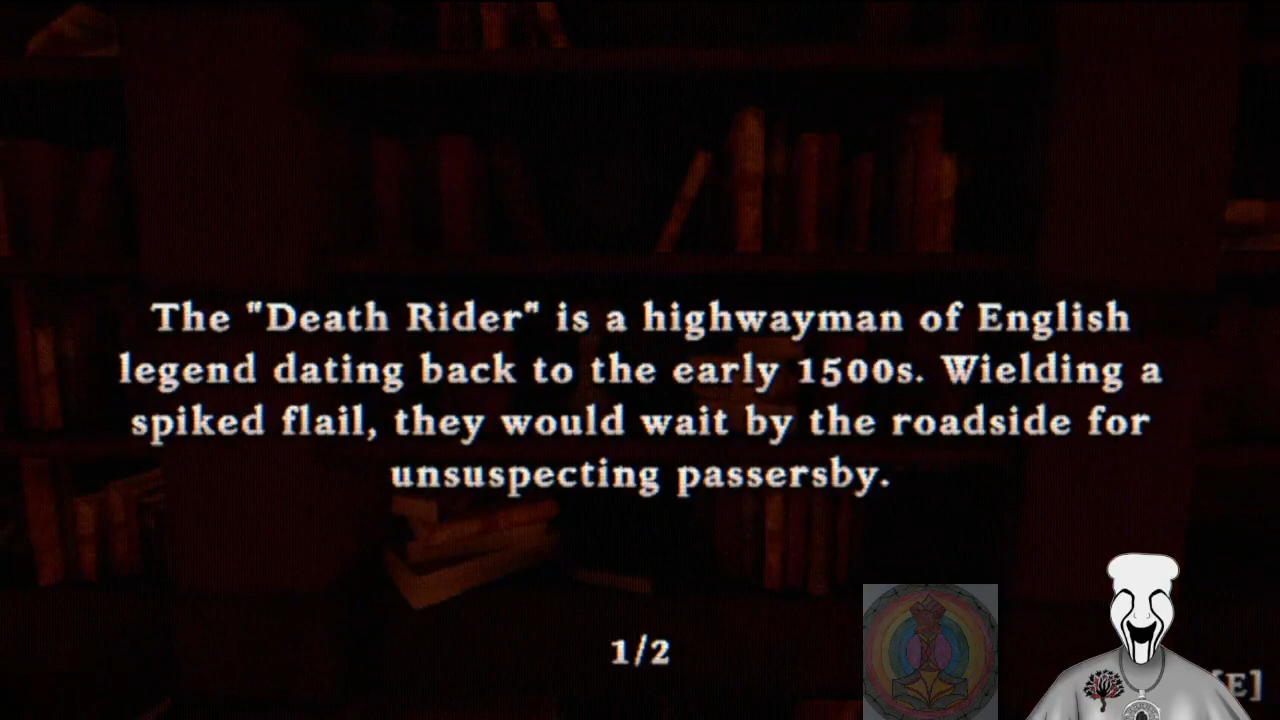 The "Death Rider" is a highwayman of English
legend dating back to the early 1500s. Wielding a
spiked flail, they would wait by the roadside for
unsuspecting passersby.
1/2
[E]